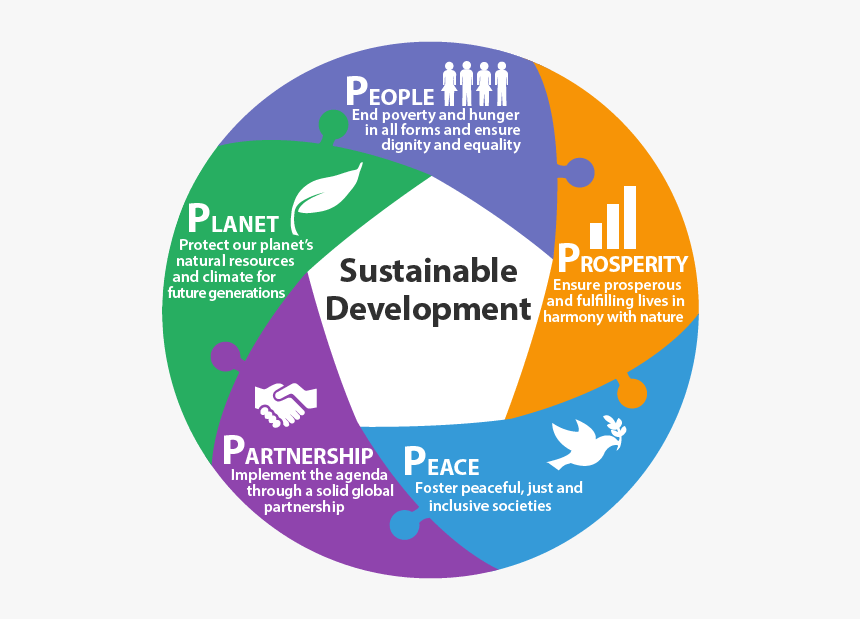 PEOPLE
End poverty and hunger
in all forms and ensure
dignity and equality
PLANET
Protect our planet's
natural resources
and climate for
future generations
Sustainable
Development
PROSPERITY
Ensure prosperous
and fulfilling lives in
harmony with nature
PARTNERSHIP
Implement the agenda
through a solid global
partnership
PEACE
Foster peaceful, just and
inclusive societies